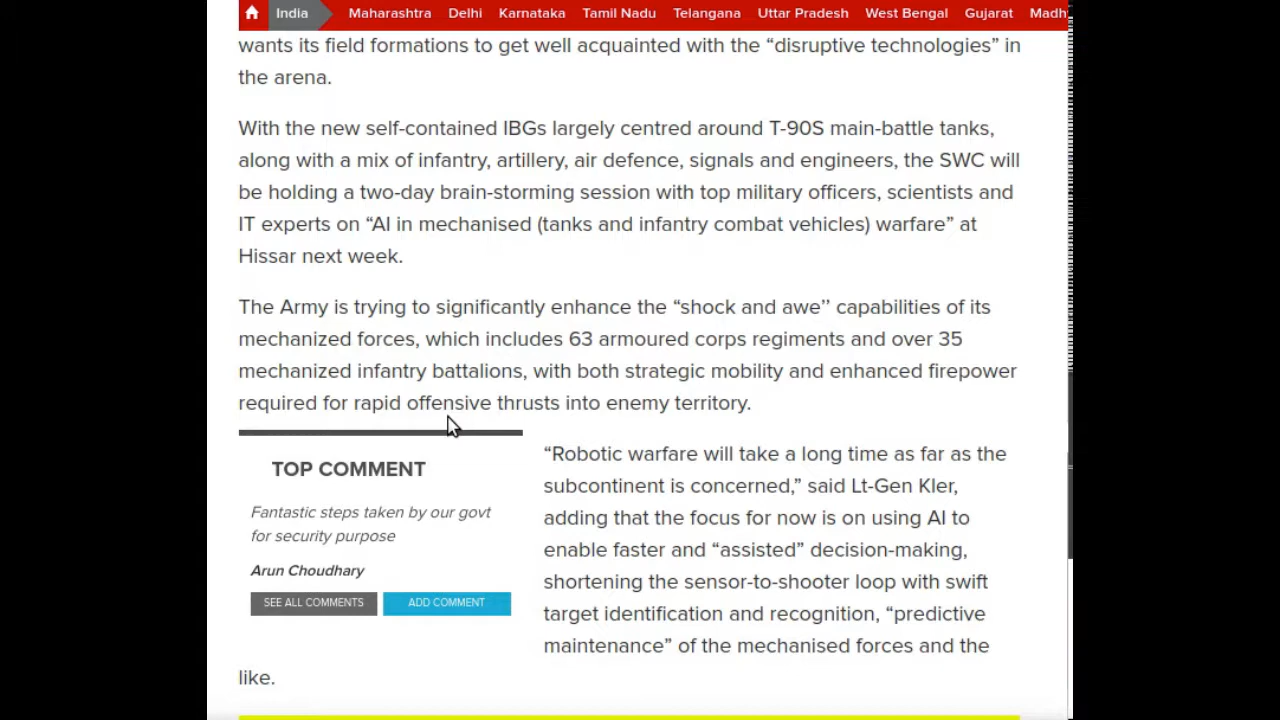 India Maharashtra Delhi Karnataka Tamil Nadu Telangana Uttar Pradesh West Bengal Gujarat Madh
wants its field formations to get well acquainted with the “disruptive technologies” in
the arena.
With the new self-contained IBGs largely centred around T-90S main-battle tanks,
along with a mix of infantry, artillery, air defence, signals and engineers, the SWC will
be holding a two-day brain-storming session with top military officers, scientists and
IT experts on “AI in mechanised (tanks and infantry combat vehicles) warfare” at
Hissar next week.
The Army is trying to significantly enhance the “shock and awe’’ capabilities of its
mechanized forces, which includes 63 armoured corps regiments and over 35
mechanized infantry battalions, with both strategic mobility and enhanced firepower
required for rapid offensive thrusts into enemy territory.
TOP COMMENT
Fantastic steps taken by our govt
for security purpose
Arun Choudhary
SEE ALL COMMENTS ADD COMMENT
“Robotic warfare will take a long time as far as the
subcontinent is concerned,” said Lt-Gen Kler,
adding that the focus for now is on using AI to
enable faster and “assisted” decision-making,
shortening the sensor-to-shooter loop with swift
target identification and recognition, “predictive
maintenance” of the mechanised forces and the
like.